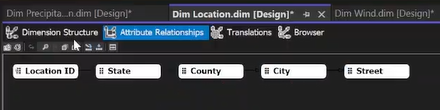 Dim Precipita...n.dim [Design]* Dim Location.dim [Design]* Dim Wind.dim [Design]*
Dimension Structure Attribute Relationships Translations Browser
Location ID State County City Street